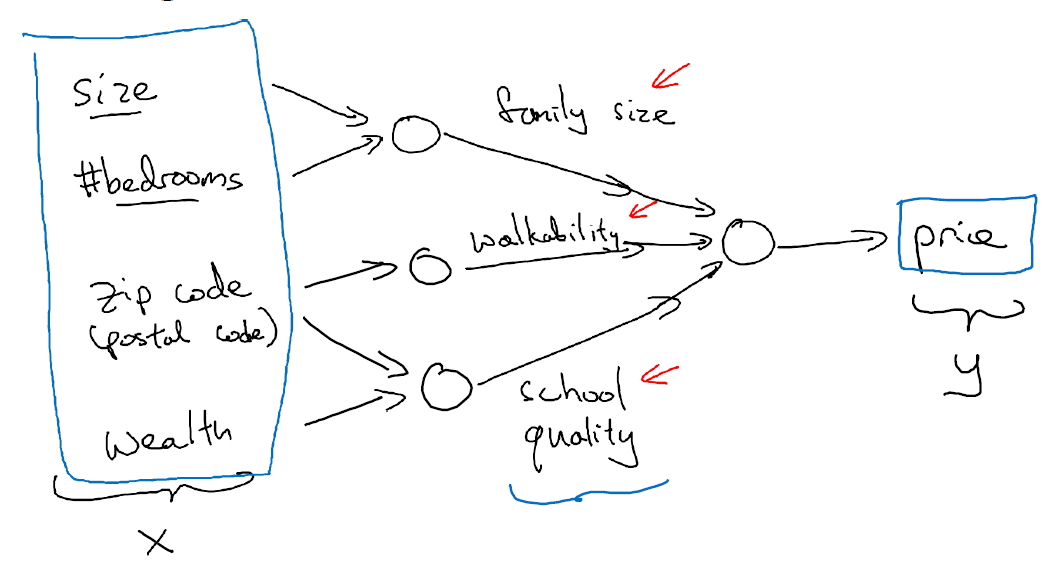 size
family size
#bedrooms
walkability
price
zip code
(postal code)
wealth
school
quality
x
y